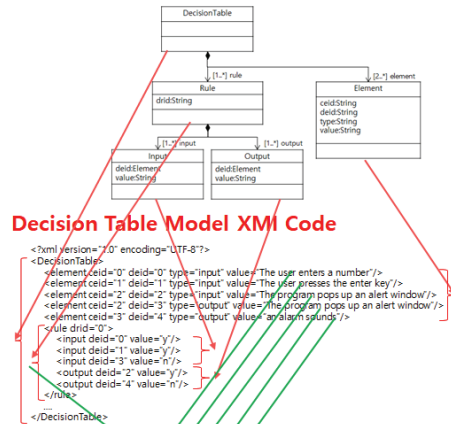 DecisionTable
[1..*] rule
[2..*] element
Rule
drid:String
Element
ceid:String
deid:String
type:String
value:String
[1..*] input
[1..*] output
Input
deid:Element
value:String
Output
deid:Element
value:String
Decision Table Model XMI Code
<?xml version="1.0" encoding="UTF-8"?>
<DecisionTable>
<element ceid="0" deid="0" type="input" value="The user enters a number"/>
<element ceid="1" deid="1" type="input" value="The user presses the enter key"/>
<element ceid="2" deid="2" type="input" value="The program pops up an alert window"/>
<element ceid="2" deid="3" type="output" value="The program pops up an alert window"/>
<element ceid="3" deid="4" type="output" value="an alarm sounds"/>
</rule drid="0">
<input deid="0" value="y"/>
<input deid="1" value="y"/>
<input deid="3" value="n"/>
<output deid="2" value="y"/>
<output deid="4" value="n"/>
</rule>
....
</DecisionTable>